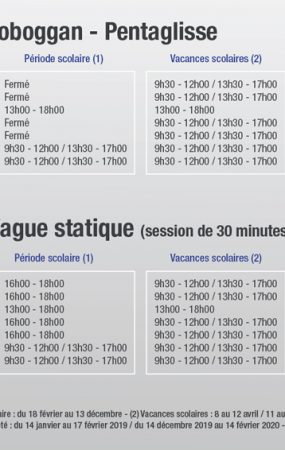 oboggan - Pentaglisse
Période scolaire (1) Vacances scolaires (2)
Fermé 9h30 - 12h00 / 13h30 - 17h00
Fermé 9h30 - 12h00 / 13h30 - 17h00
13h00 - 18h00 13h00 - 18h00
Fermé 9h30 - 12h00 / 13h30 - 17h00
Fermé 9h30 - 12h00 / 13h30 - 17h00
9h30 - 12h00 / 13h30 - 17h00 9h30 - 12h00 / 13h30 - 17h00
9h30 - 12h00 / 13h30 - 17h00 9h30 - 12h00 / 13h30 - 17h00
ague statique (session de 30 minutes
Période scolaire (1) Vacances scolaires (2)
16h00 - 18h00 9h30 - 12h00 / 13h30 - 17h00
16h00 - 18h00 9h30 - 12h00 / 13h30 - 17h00
13h00 - 18h00 13h00 - 18h00
16h00 - 18h00 9h30 - 12h00 / 13h30 - 17h00
16h00 - 18h00 9h30 - 12h00 / 13h30 - 17h00
9h30 - 12h00 / 13h30 - 17h00 9h30 - 12h00 / 13h30 - 17h00
9h30 - 12h00 / 13h30 - 17h00 9h30 - 12h00 / 13h30 - 17h00
aire : du 18 février au 13 décembre - (2) Vacances scolaires : 8 au 12 avril / 11 au
té : du 14 janvier au 17 février 2019 / du 14 décembre 2019 au 14 février 2020 -